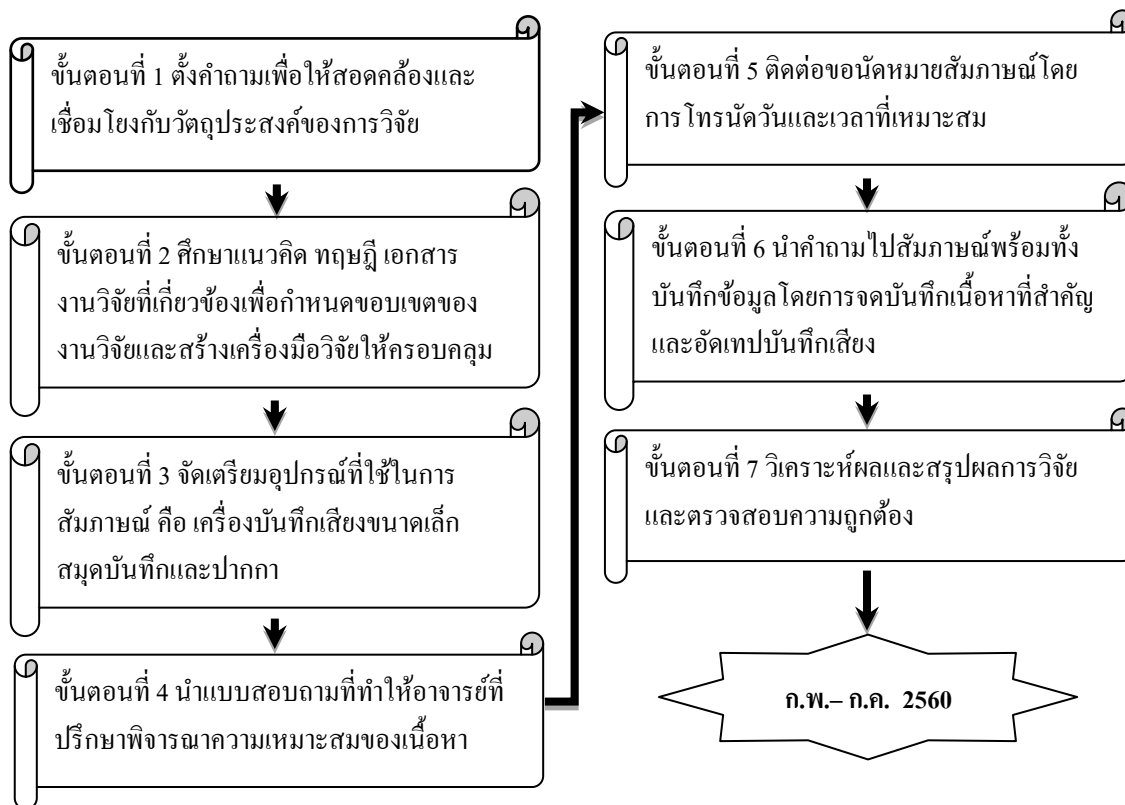 ขั้นตอนที่ 1 ตั้งคำถามเพื่อให้สอดคล้องและ
เชื่อมโยงกับวัตถุประสงค์ของการวิจัย
ขั้นตอนที่ 2 ศึกษาแนวคิด ทฤษฎี เอกสาร
งานวิจัยที่เกี่ยวข้องเพื่อกำหนดขอบเขตของ
งานวิจัยและสร้างเครื่องมือวิจัยให้ครอบคลุม
ขั้นตอนที่ 3 จัดเตรียมอุปกรณ์ที่ใช้ในการ
สัมภาษณ์ คือ เครื่องบันทึกเสียงขนาดเล็ก
สมุดบันทึกและปากกา
ขั้นตอนที่ 4 นำแบบสอบถามที่ทำให้อาจารย์ที่
ปรึกษาพิจารณาความเหมาะสมของเนื้อหา
ขั้นตอนที่ 5 ติดต่อขอนัดหมายสัมภาษณ์โดย
การโทรนัดวันและเวลาที่เหมาะสม
ขั้นตอนที่ 6 นำคำถามไปสัมภาษณ์พร้อมทั้ง
บันทึกข้อมูลโดยการจดบันทึกเนื้อหาที่สำคัญ
และอัดเทปบันทึกเสียง
ขั้นตอนที่ 7 วิเคราะห์ผลและสรุปผลการวิจัย
และตรวจสอบความถูกต้อง
ก.พ.– ก.ค. 2560